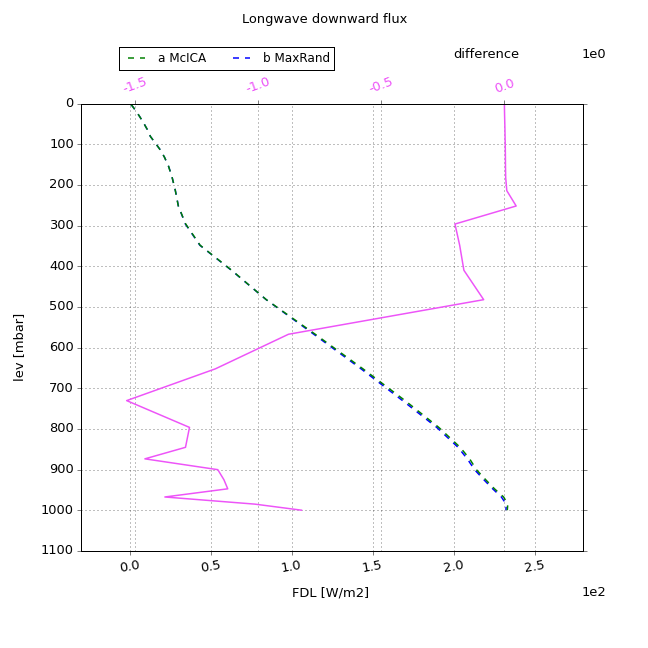 Longwave downward flux
a McICA b MaxRand
difference 1e0
-1.5 -1.0 -0.5 0.0
0
100
200
300
400
500
600
700
800
900
1000
1100
lev [mbar]
0.0 0.5 1.0 1.5 2.0 2.5
FDL [W/m2] 1e2